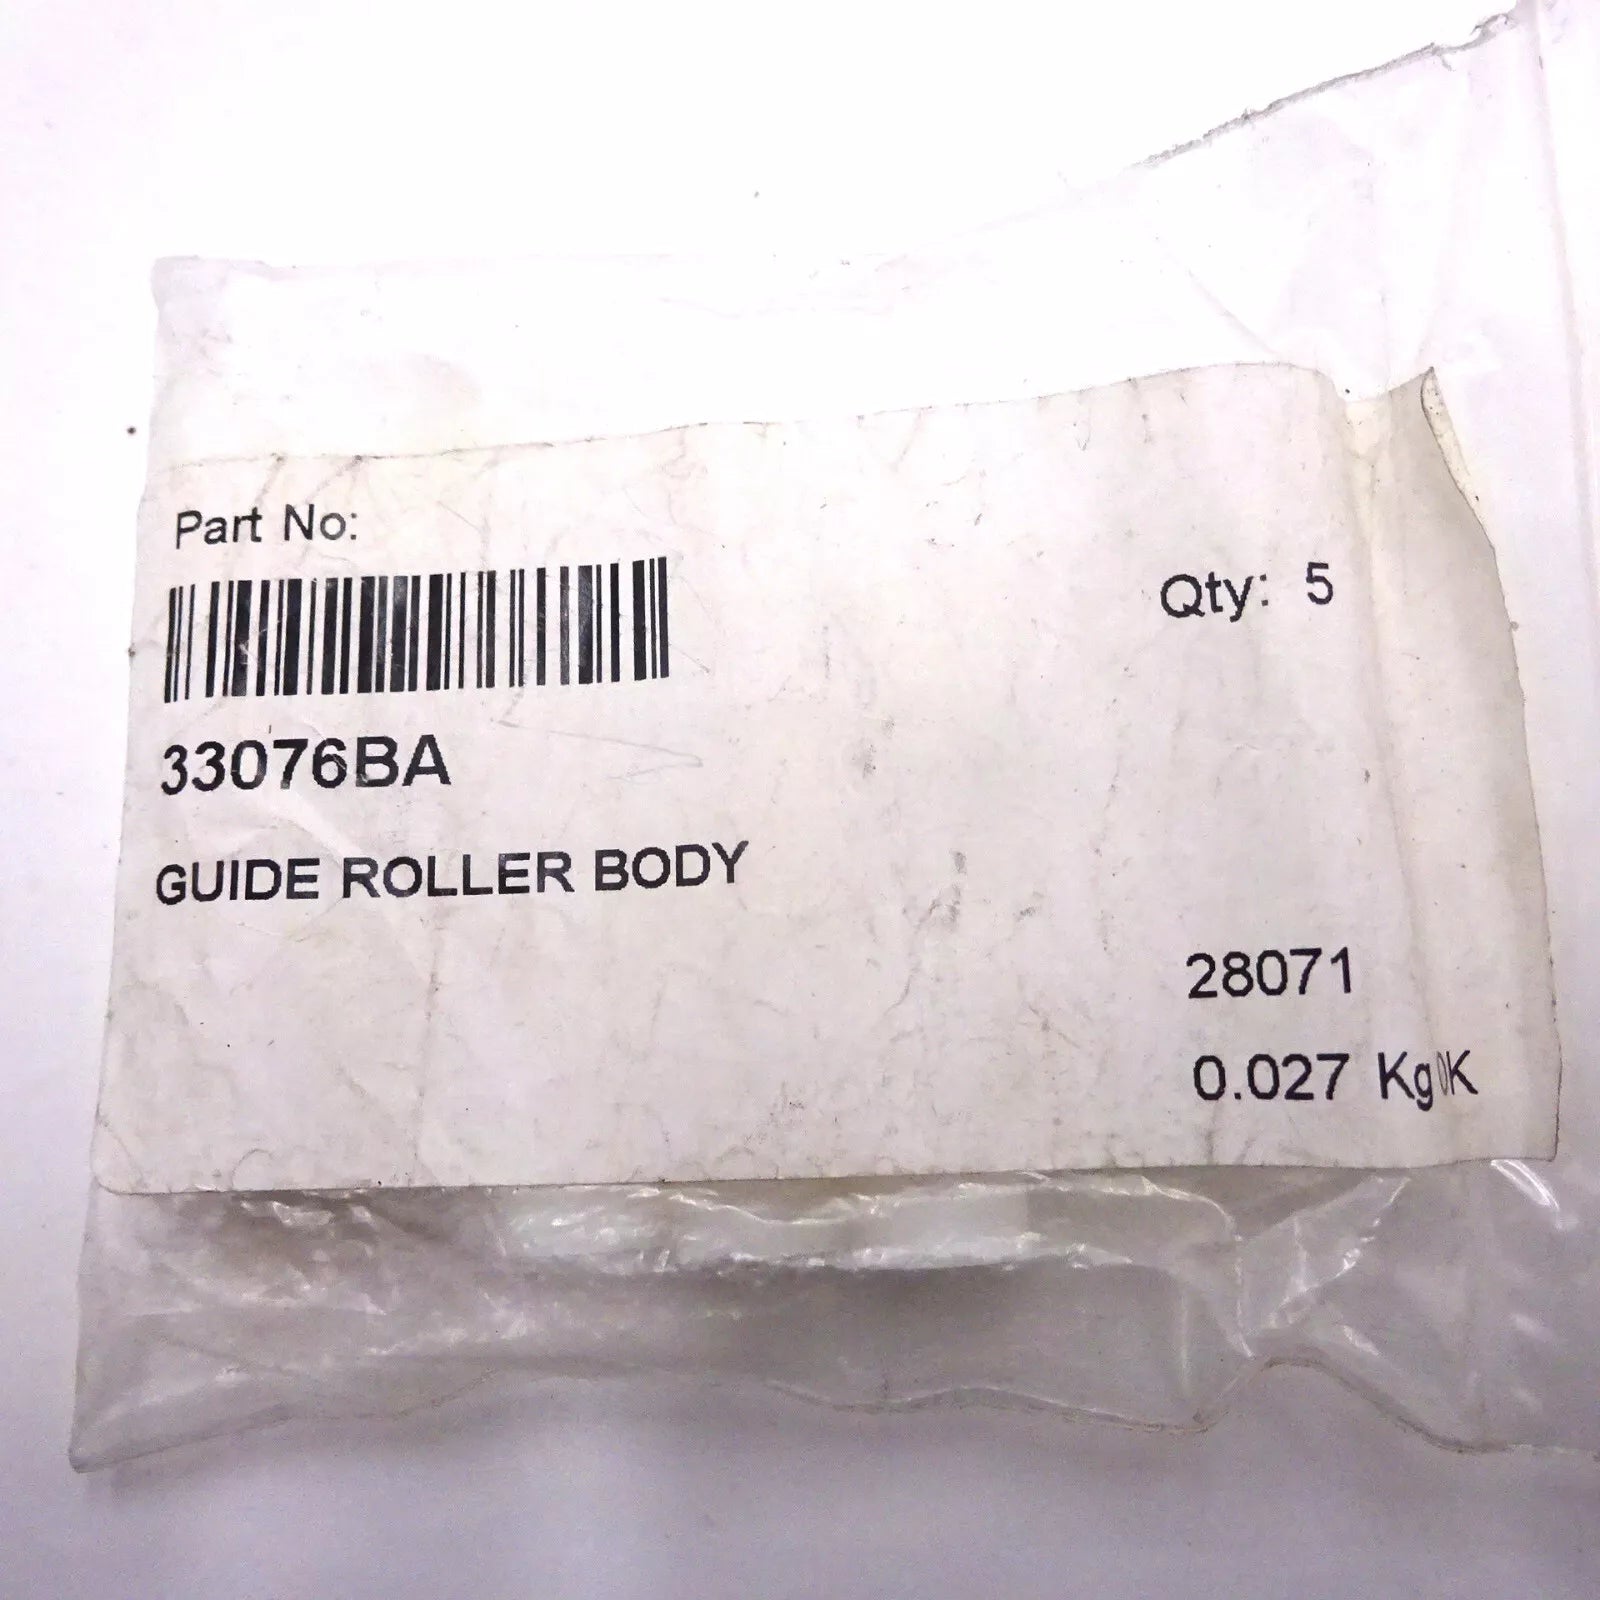 Part No:
Qty: 5
33076BA
GUIDE ROLLER BODY
28071
0.027 Kg K